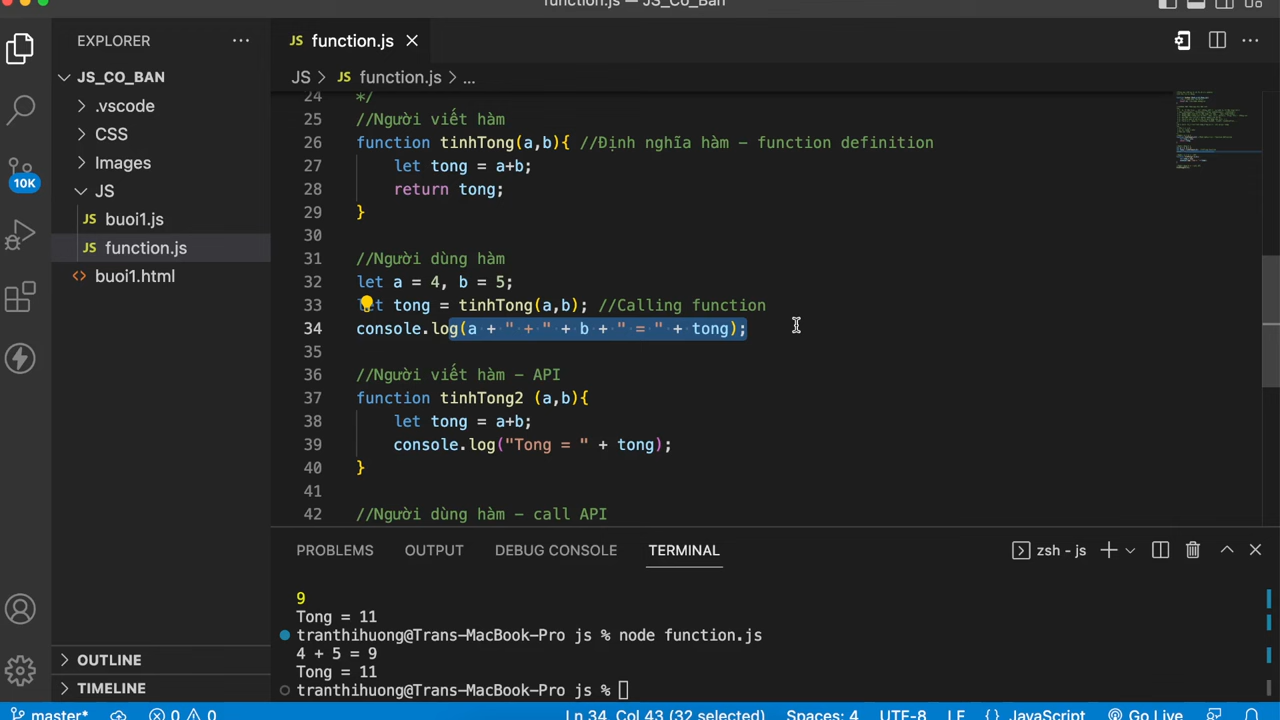 function.js — JS_Co_Ban
EXPLORER
JS_CO_BAN
.vscode
CSS
Images
JS
JS buoi1.js
JS function.js
<> buoi1.html
10K
OUTLINE
TIMELINE
JS function.js
JS > JS function.js > ...
24 */
25 //Người viết hàm
26 function tinhTong(a,b){ //Định nghĩa hàm – function definition
27 let tong = a+b;
28 return tong;
29 }
30
31 //Người dùng hàm
32 let a = 4, b = 5;
33 let tong = tinhTong(a,b); //Calling function
34 console.log(a + " + " + b + " = " + tong);
35
36 //Người viết hàm – API
37 function tinhTong2 (a,b){
38 let tong = a+b;
39 console.log("Tong = " + tong);
40 }
41
42 //Người dùng hàm – call API
PROBLEMS OUTPUT DEBUG CONSOLE TERMINAL zsh - js
9
Tong = 11
tranthihuong@Trans-MacBook-Pro js % node function.js
4 + 5 = 9
Tong = 11
tranthihuong@Trans-MacBook-Pro js %
master* 0 0 Ln 34, Col 43 (32 selected) Spaces: 4 UTF-8 LF {} JavaScript Go Live